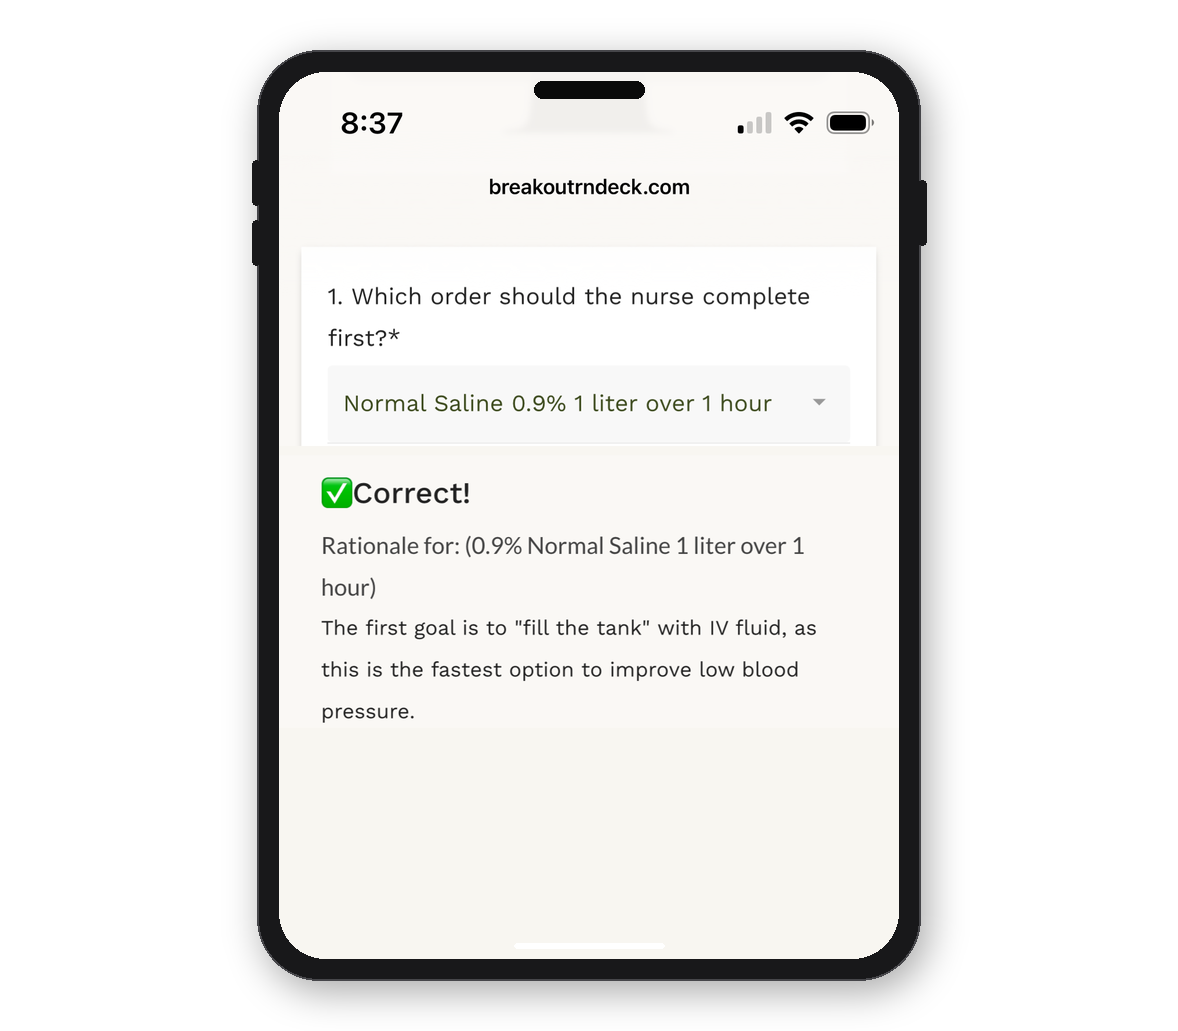 8:37
breakoutrndeck.com
1. Which order should the nurse complete
first?*
Normal Saline 0.9% 1 liter over 1 hour
✅Correct!
Rationale for: (0.9% Normal Saline 1 liter over 1
hour)
The first goal is to "fill the tank" with IV fluid, as
this is the fastest option to improve low blood
pressure.